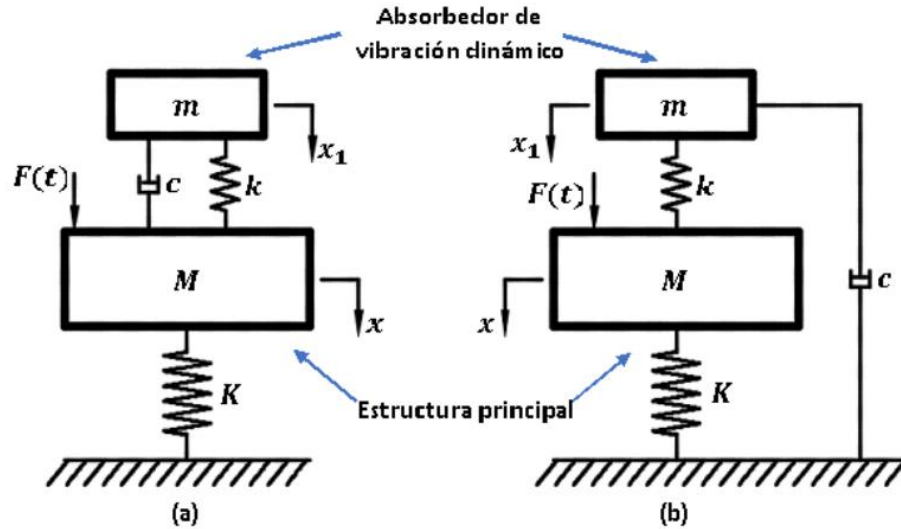 Absorbedor de
vibración dinámico
m
x₁
F(t)
c
k
M
x
K
Estructura principal
(a)
m
x₁
F(t)
k
M
x
c
K
(b)